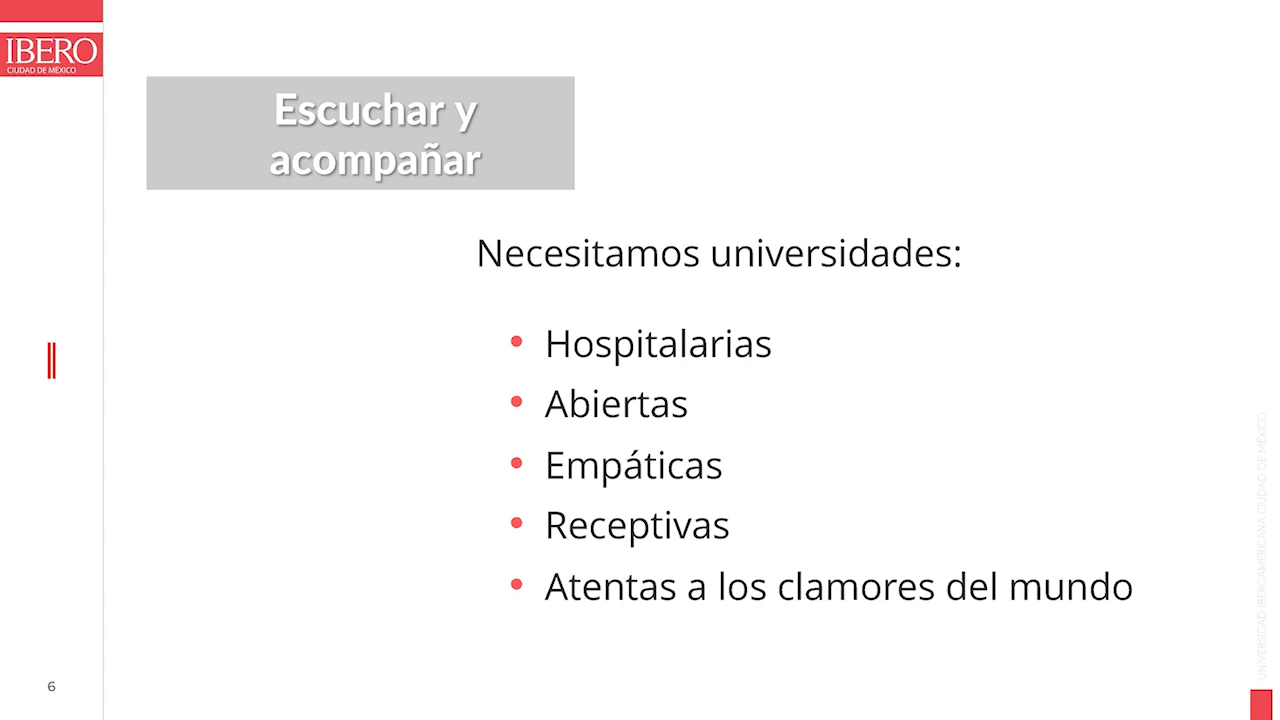 IBERO
CIUDAD DE MÉXICO
Escuchar y
acompañar
Necesitamos universidades:
• Hospitalarias
• Abiertas
• Empáticas
• Receptivas
• Atentas a los clamores del mundo
UNIVERSIDAD IBEROAMERICANA CIUDAD DE MÉXICO
6